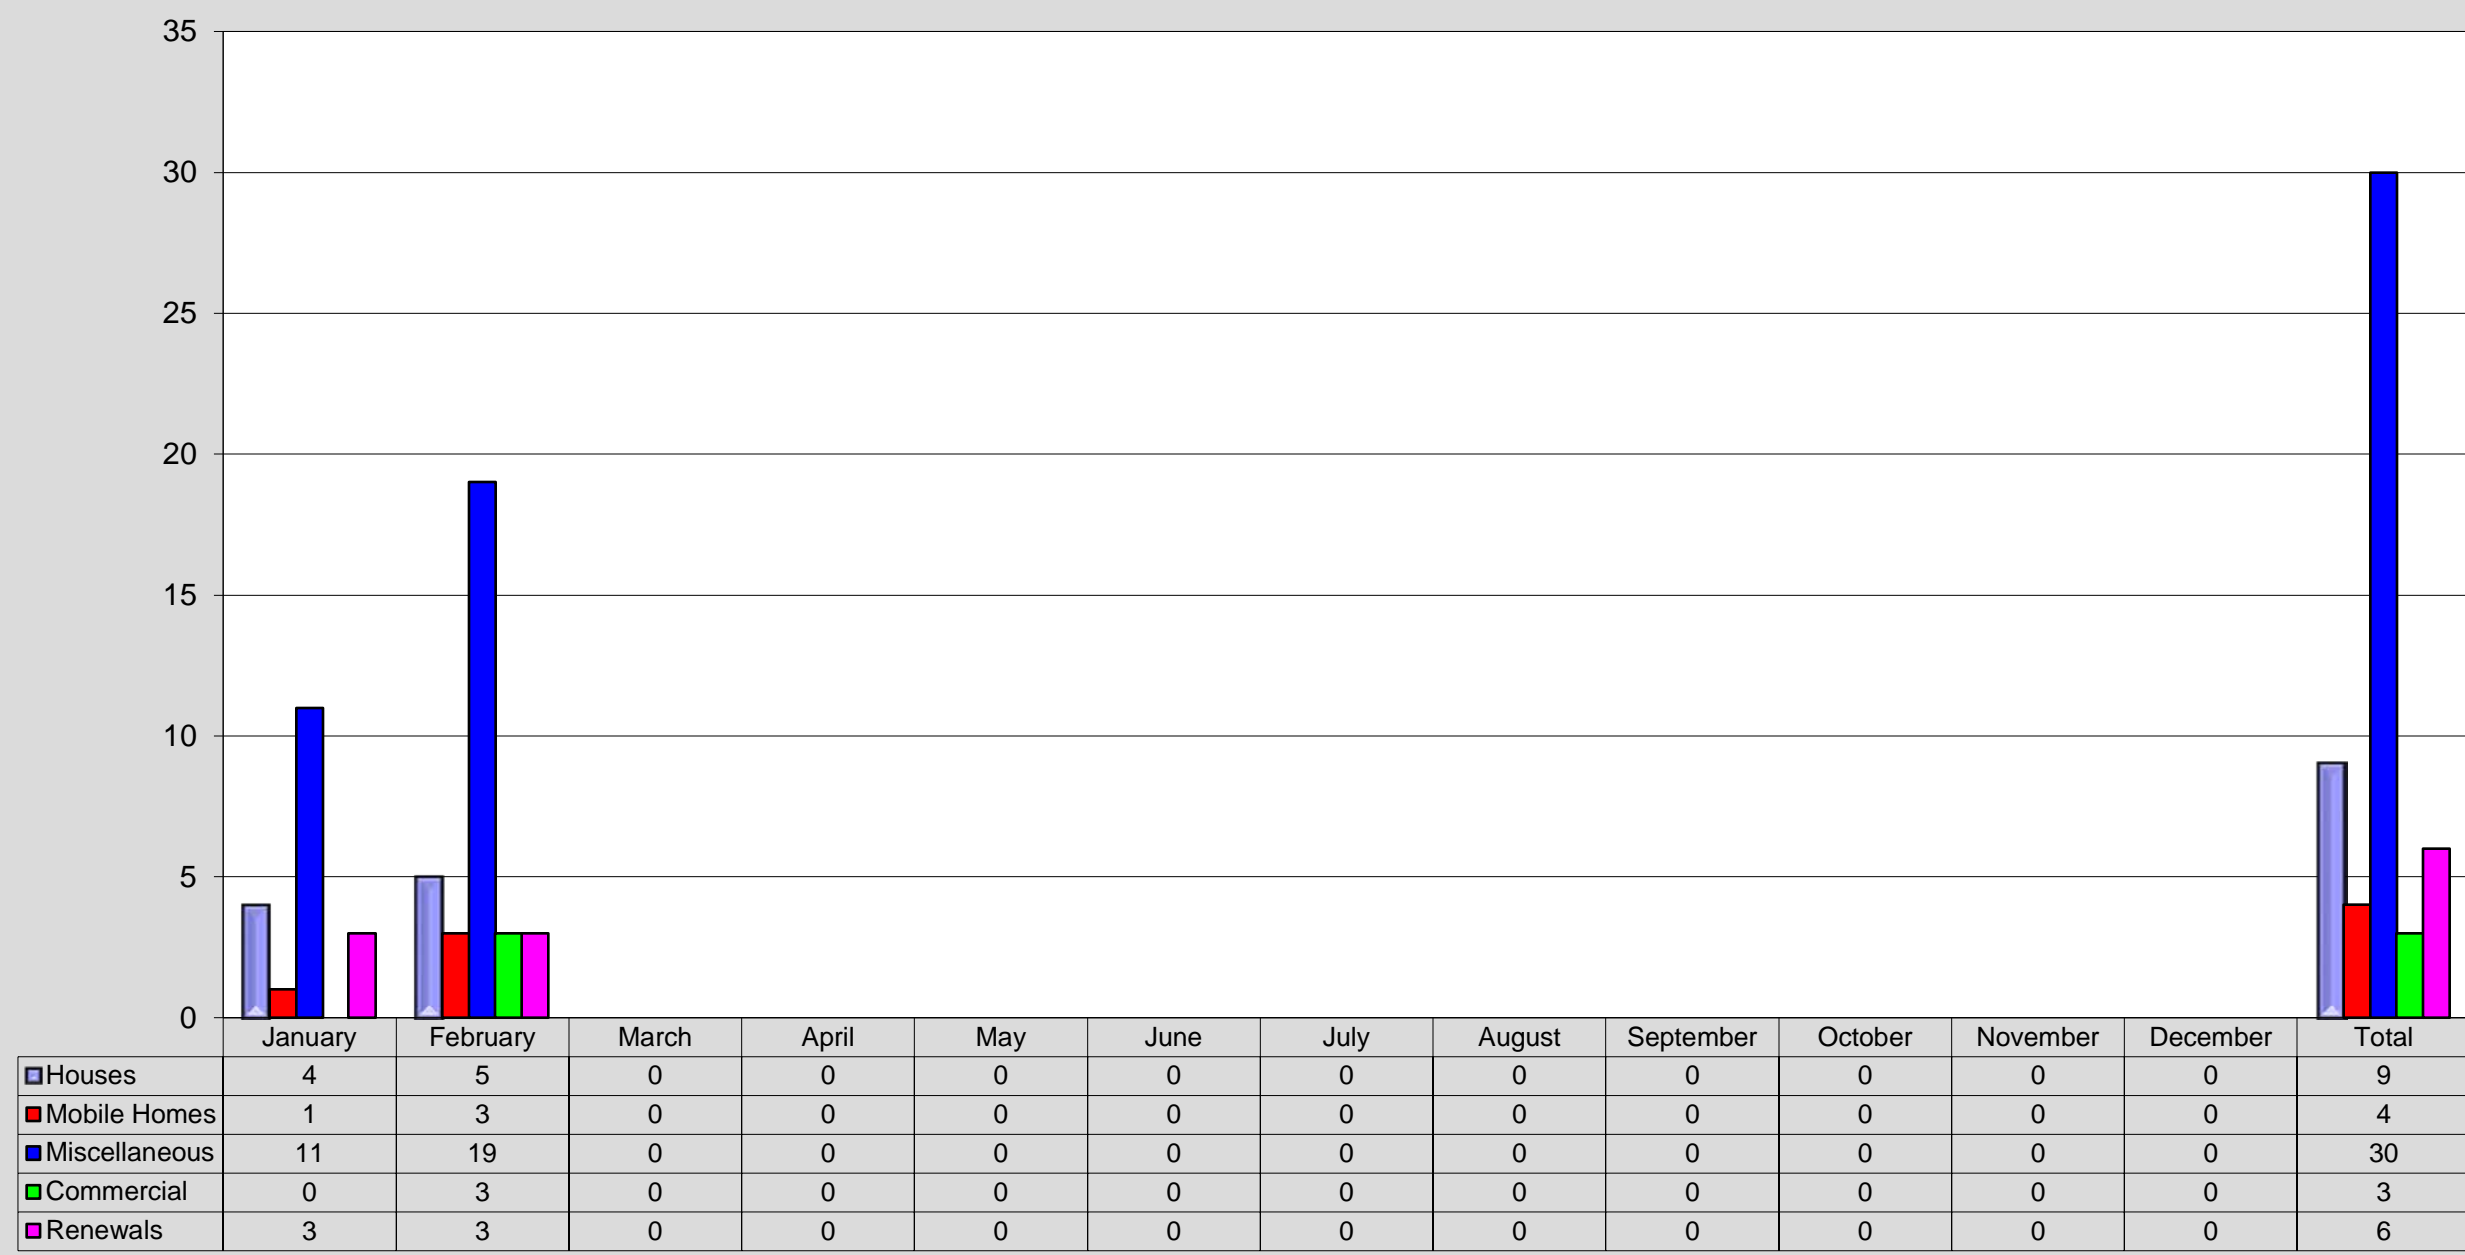 35
30
25
20
15
10
5
0
January February March April May June July August September October November December Total
Houses 4 5 0 0 0 0 0 0 0 0 0 0 9
Mobile Homes 1 3 0 0 0 0 0 0 0 0 0 0 4
Miscellaneous 11 19 0 0 0 0 0 0 0 0 0 0 30
Commercial 0 3 0 0 0 0 0 0 0 0 0 0 3
Renewals 3 3 0 0 0 0 0 0 0 0 0 0 6